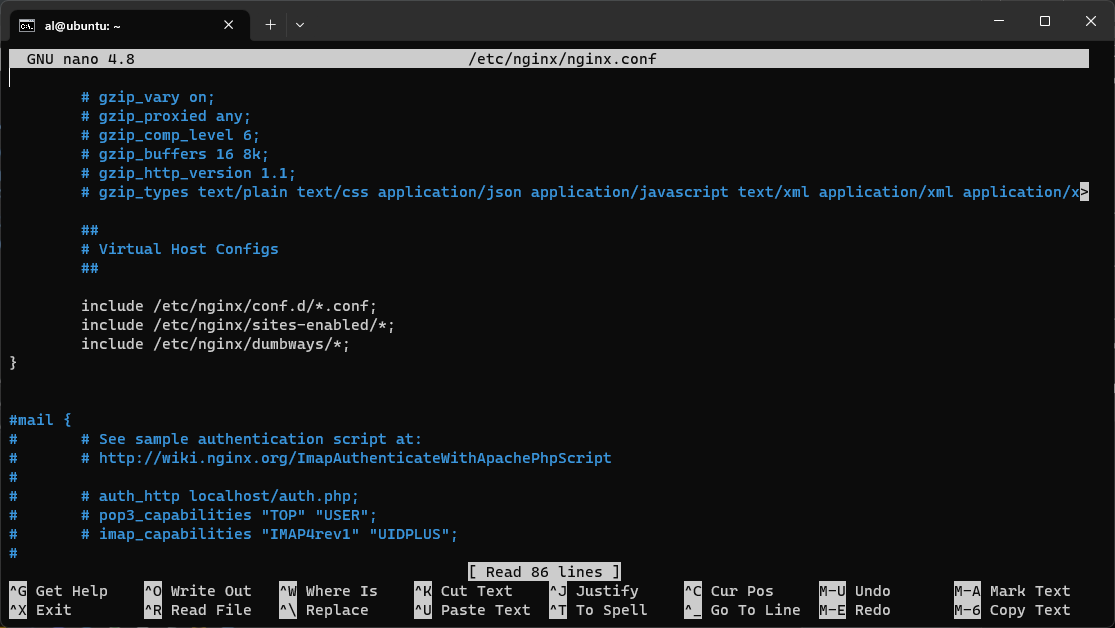 al@ubuntu: ~
GNU nano 4.8 /etc/nginx/nginx.conf
# gzip_vary on;
# gzip_proxied any;
# gzip_comp_level 6;
# gzip_buffers 16 8k;
# gzip_http_version 1.1;
# gzip_types text/plain text/css application/json application/javascript text/xml application/xml application/x>
##
# Virtual Host Configs
##
include /etc/nginx/conf.d/*.conf;
include /etc/nginx/sites-enabled/*;
include /etc/nginx/dumbways/*;
}
#mail {
# # See sample authentication script at:
# # http://wiki.nginx.org/ImapAuthenticateWithApachePhpScript
#
# # auth_http localhost/auth.php;
# # pop3_capabilities "TOP" "USER";
# # imap_capabilities "IMAP4rev1" "UIDPLUS";
#
[ Read 86 lines ]
^G Get Help ^O Write Out ^W Where Is ^K Cut Text ^J Justify ^C Cur Pos M-U Undo M-A Mark Text
^X Exit ^R Read File ^\ Replace ^U Paste Text ^T To Spell ^_ Go To Line M-E Redo M-6 Copy Text